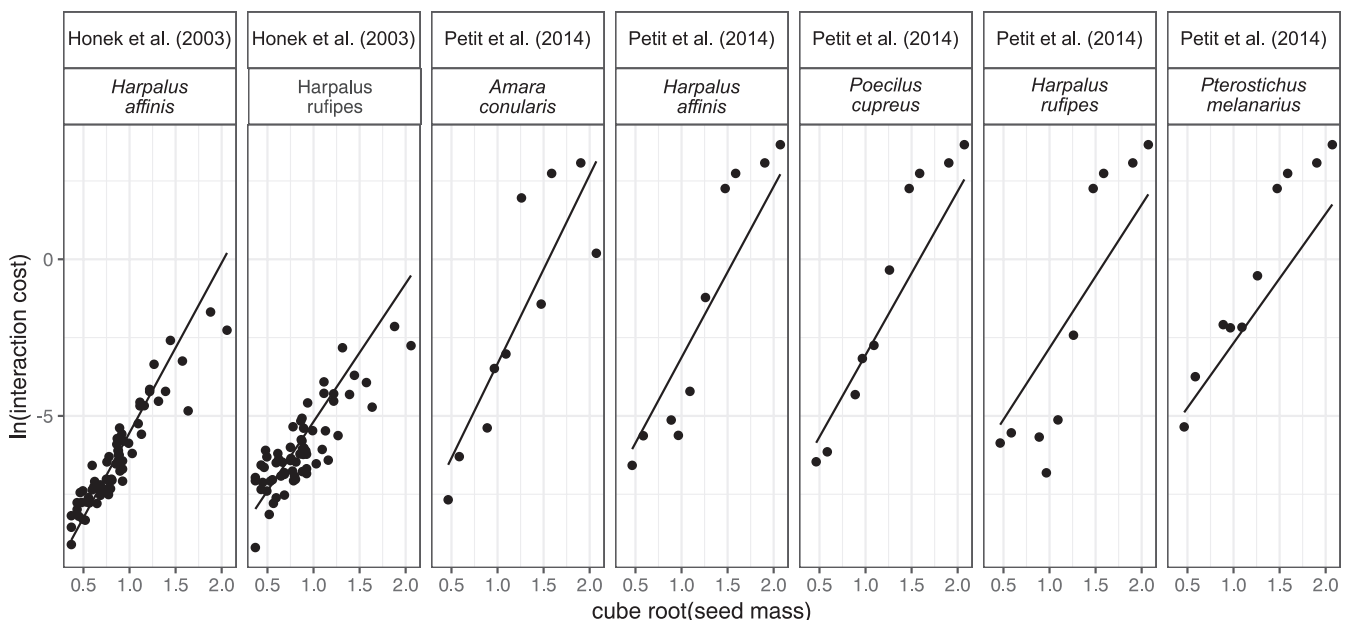 Honek et al. (2003)
Honek et al. (2003)
Petit et al. (2014)
Petit et al. (2014)
Petit et al. (2014)
Petit et al. (2014)
Petit et al. (2014)
Harpalus
affinis
Harpalus
rufipes
Amara
conularis
Harpalus
affinis
Poecilus
cupreus
Harpalus
rufipes
Pterostichus
melanarius
ln(interaction cost)
0
-5
0.5 1.0 1.5 2.0
0.5 1.0 1.5 2.0
0.5 1.0 1.5 2.0
0.5 1.0 1.5 2.0
0.5 1.0 1.5 2.0
0.5 1.0 1.5 2.0
0.5 1.0 1.5 2.0
cube root(seed mass)